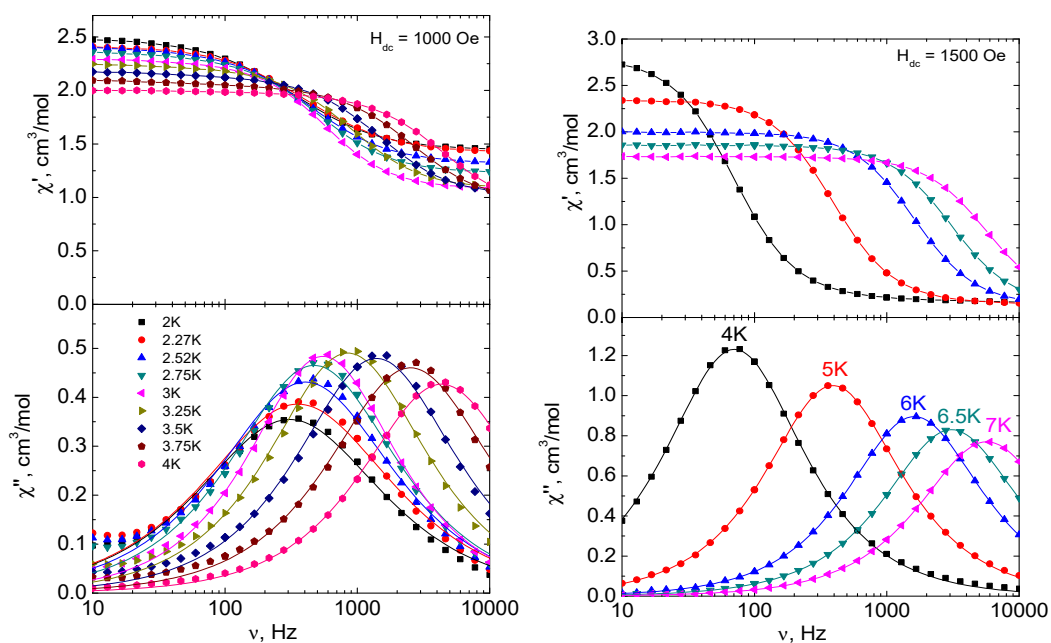 H_dc = 1000 Oe
χ', cm³/mol
2.5
2.0
1.5
1.0
0.5
0.0
χ'', cm³/mol
0.5
0.4
0.3
0.2
0.1
0.0
2K
2.27K
2.52K
2.75K
3K
3.25K
3.5K
3.75K
4K
10 100 1000 10000
ν, Hz
H_dc = 1500 Oe
χ', cm³/mol
3.0
2.5
2.0
1.5
1.0
0.5
0.0
χ'', cm³/mol
1.2
1.0
0.8
0.6
0.4
0.2
0.0
4K
5K
6K
6.5K
7K
10 100 1000 10000
ν, Hz